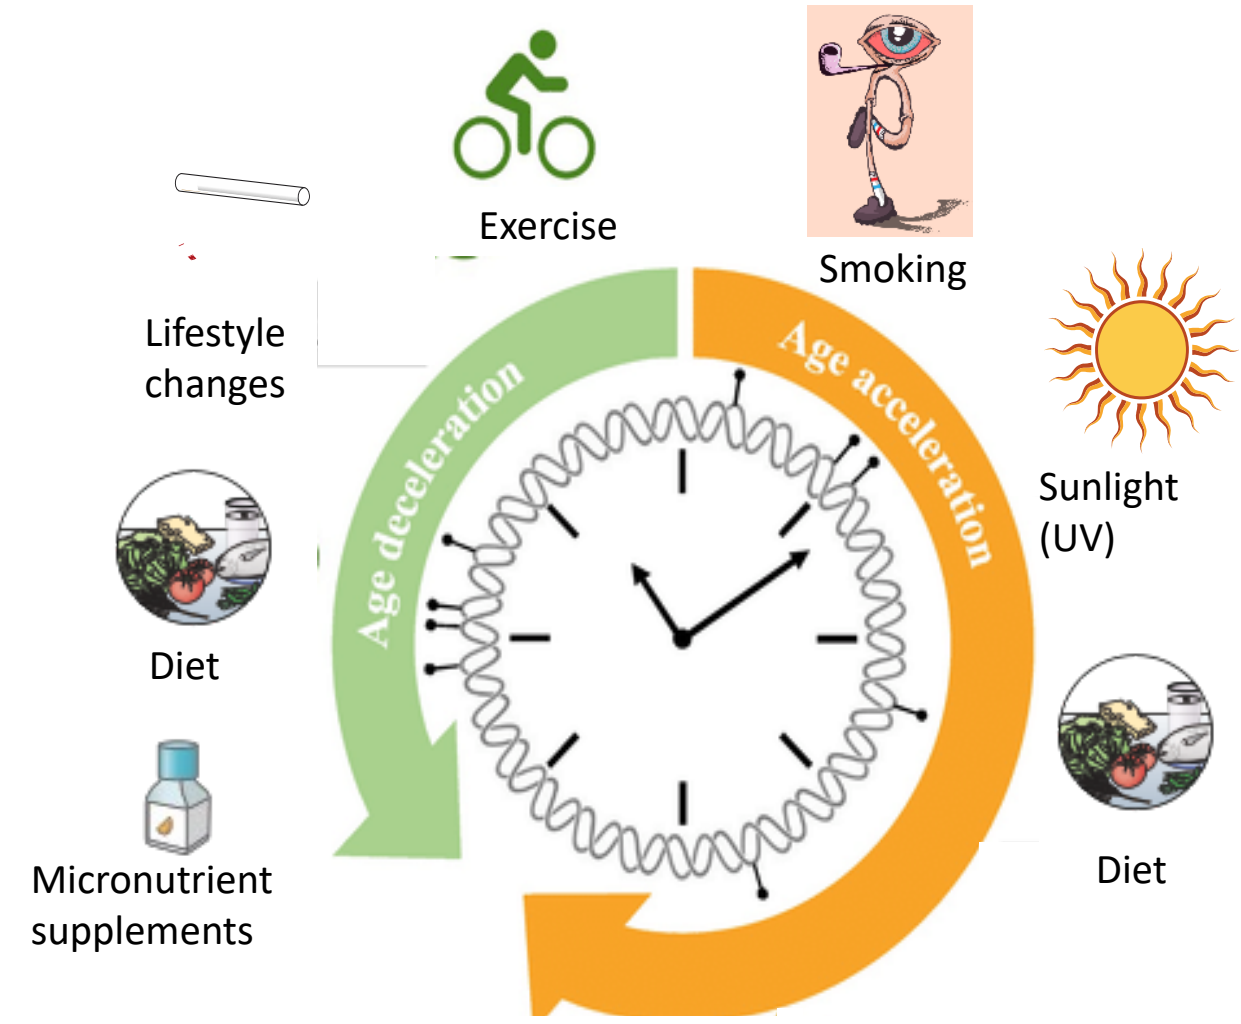 Exercise
Smoking
Lifestyle
changes
Age deceleration
Age acceleration
Sunlight
(UV)
Diet
Diet
Micronutrient
supplements